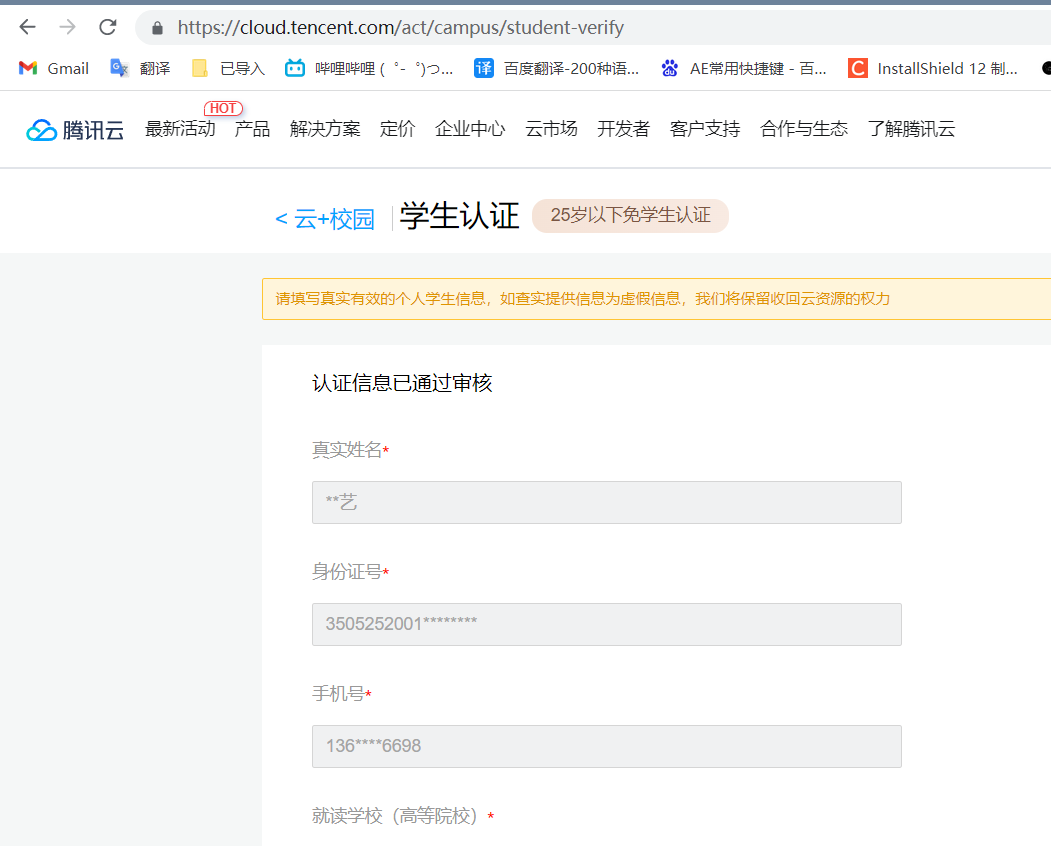 https://cloud.tencent.com/act/campus/student-verify
Gmail 翻译 已导入 哔哩哔哩 ( ゜- ゜)つ... 译 百度翻译-200种语... AE常用快捷键 - 百... C InstallShield 12 制...
HOT
腾讯云 最新活动 产品 解决方案 定价 企业中心 云市场 开发者 客户支持 合作与生态 了解腾讯云
< 云+校园 学生认证 25岁以下免学生认证
请填写真实有效的个人学生信息，如查实提供信息为虚假信息，我们将保留收回云资源的权力
认证信息已通过审核
真实姓名*
**艺
身份证号*
3505252001********
手机号*
136****6698
就读学校（高等院校）*